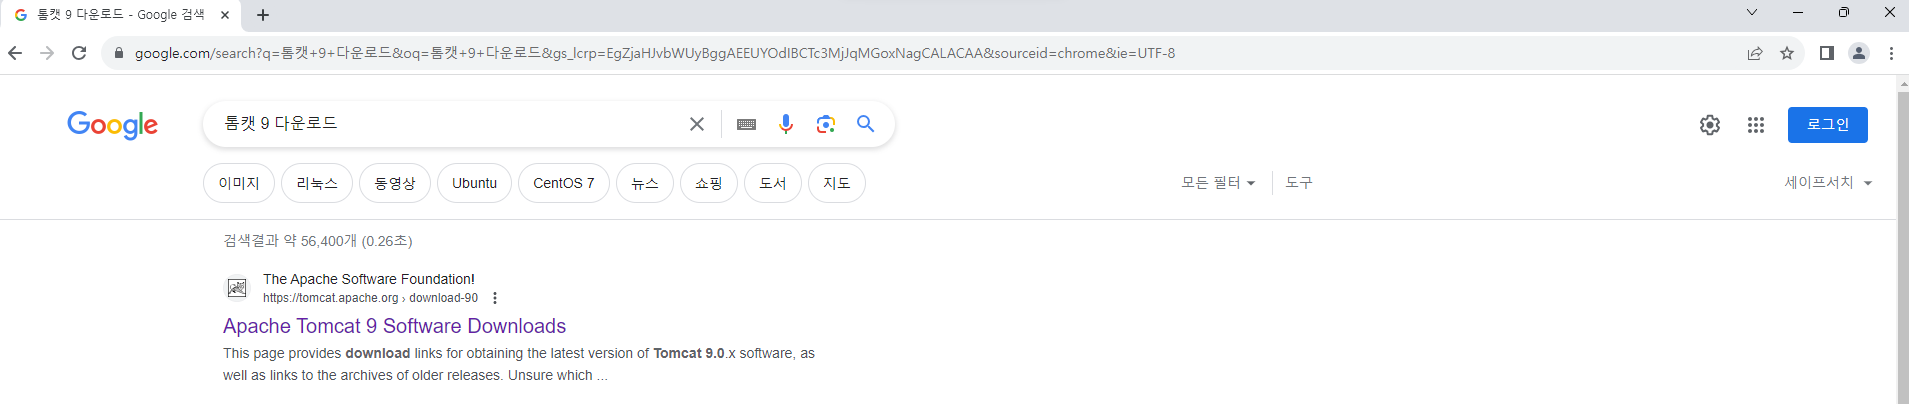 톰캣 9 다운로드 - Google 검색
google.com/search?q=톰캣+9+다운로드&oq=톰캣+9+다운로드&gs_lcrp=EgZjaHJvbWUyBggAEEUYOdIBCTc3MjJqMGoxNagCALACAA&sourceid=chrome&ie=UTF-8
Google 톰캣 9 다운로드 로그인
이미지 리눅스 동영상 Ubuntu CentOS 7 뉴스 쇼핑 도서 지도 모든 필터 도구 세이프서치
검색결과 약 56,400개 (0.26초)
The Apache Software Foundation!
https://tomcat.apache.org › download-90
Apache Tomcat 9 Software Downloads
This page provides download links for obtaining the latest version of Tomcat 9.0.x software, as
well as links to the archives of older releases. Unsure which ...